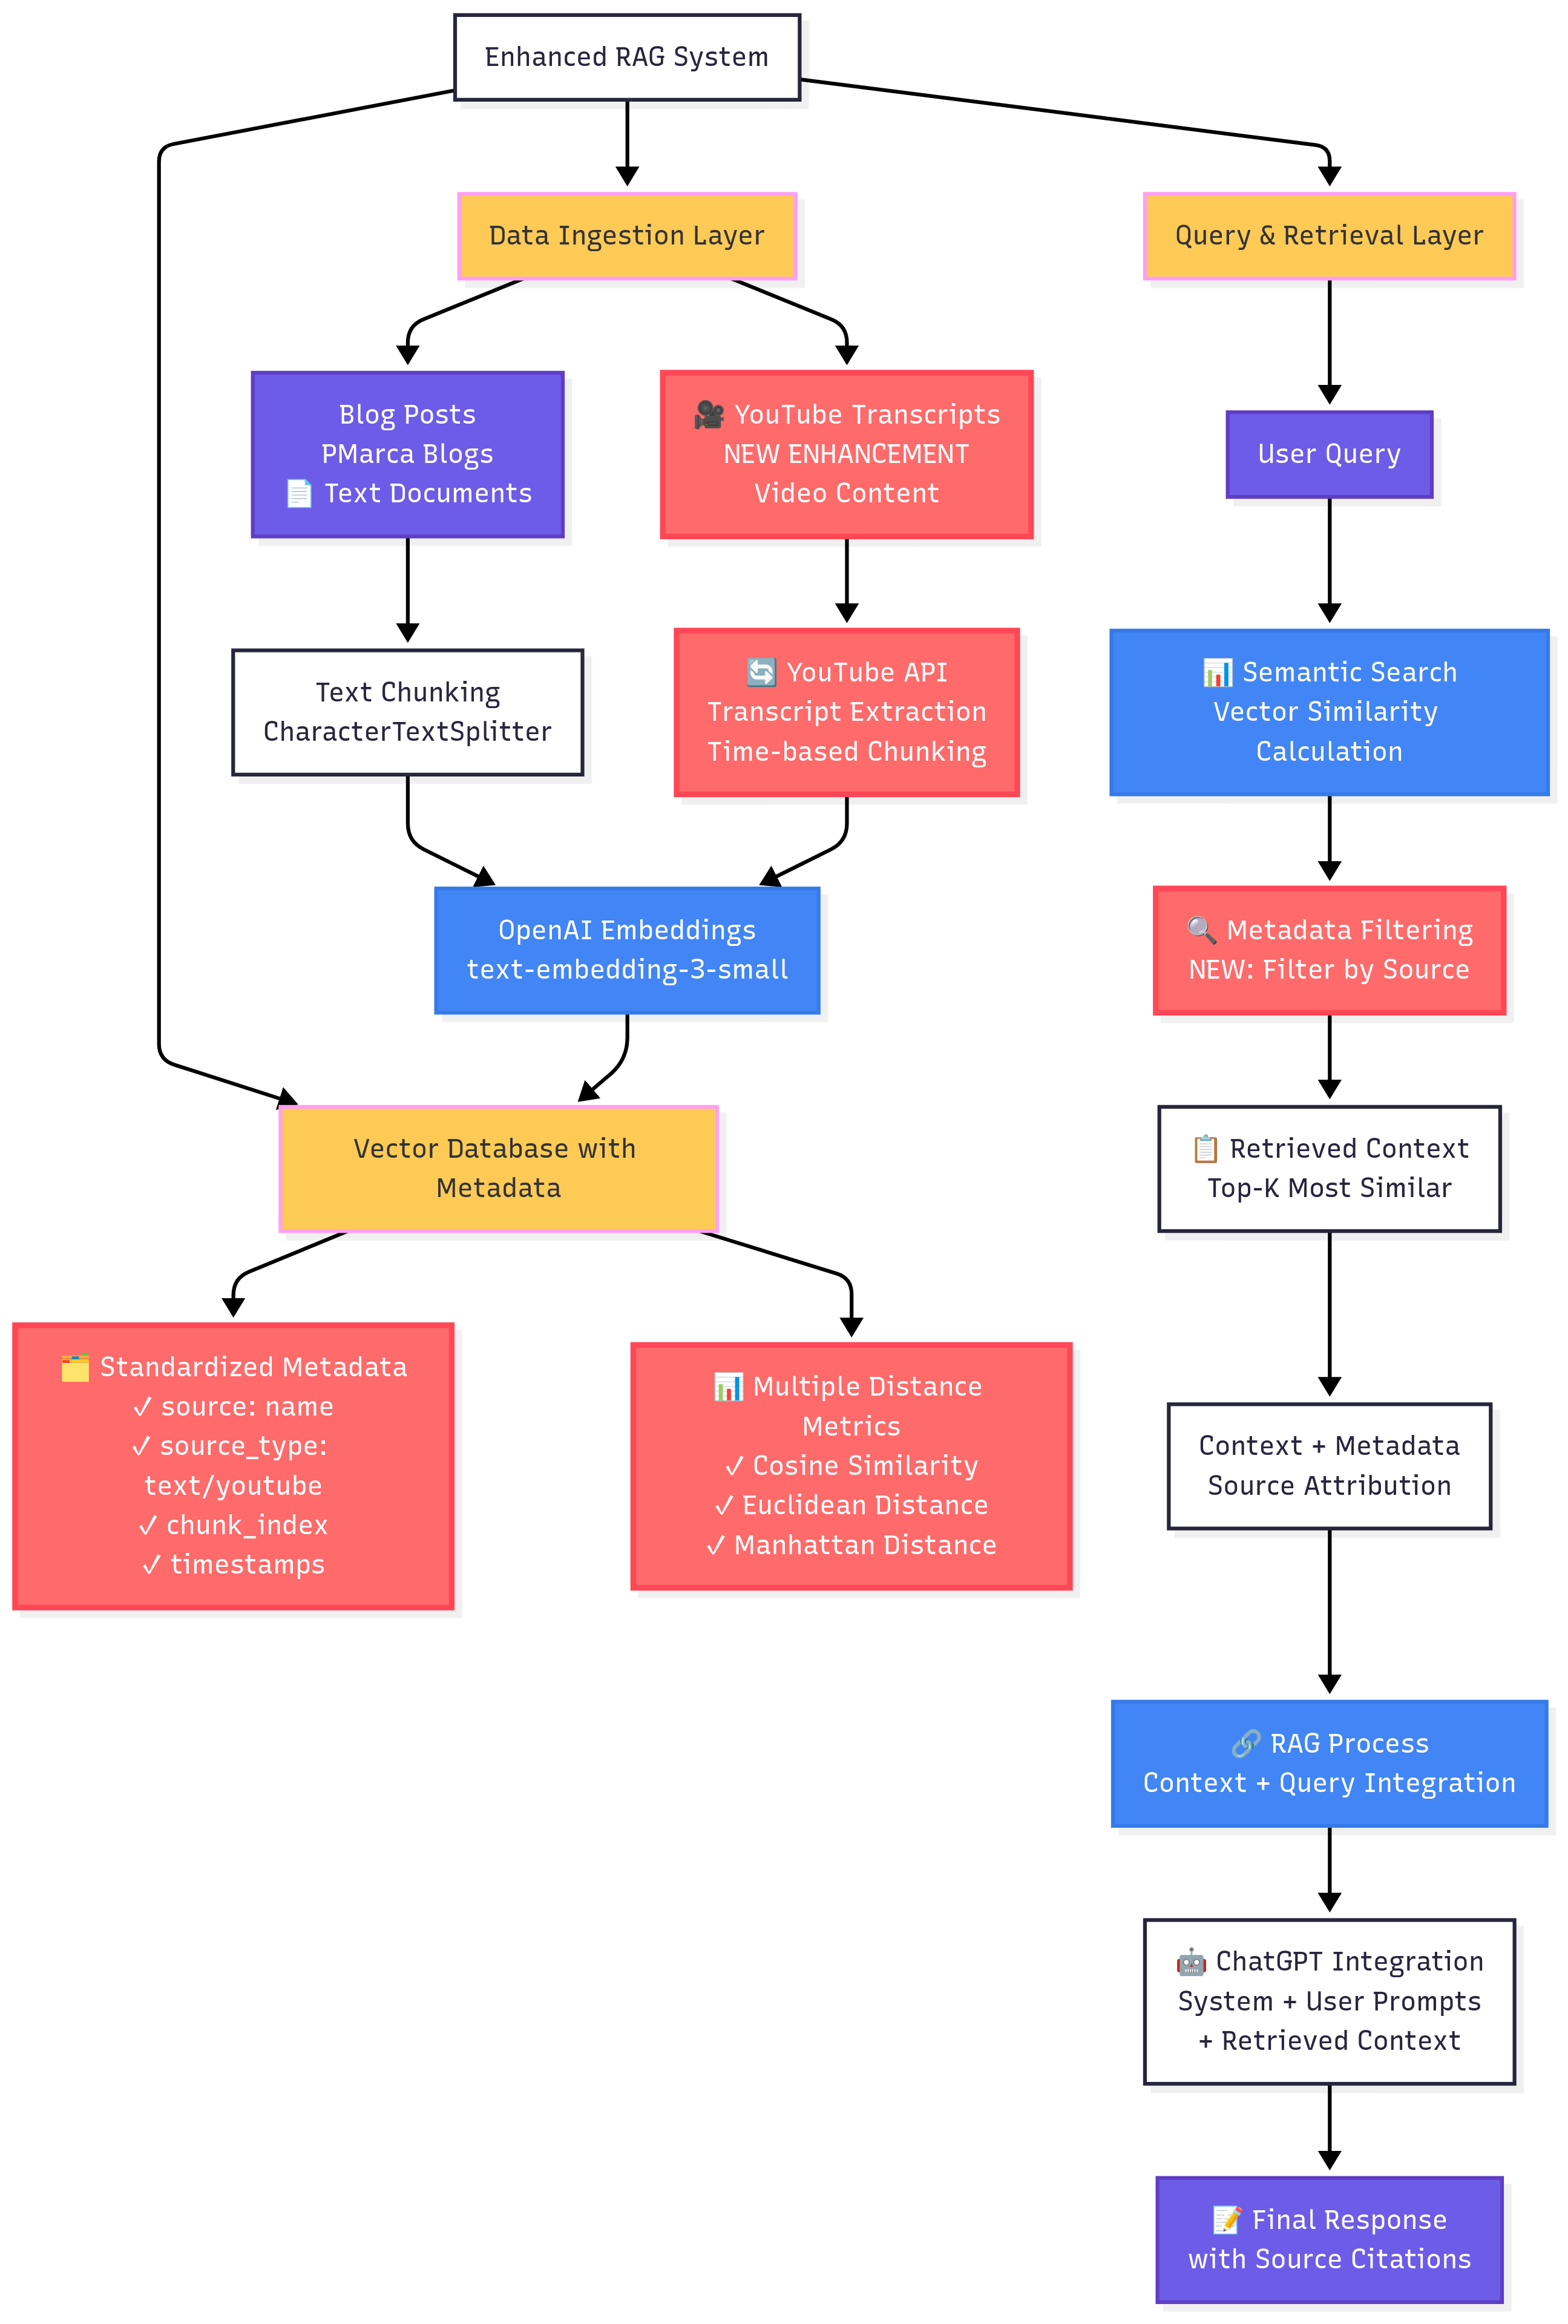 Enhanced RAG System
Data Ingestion Layer
Query & Retrieval Layer
Blog Posts
PMarca Blogs
📄 Text Documents
🎥 YouTube Transcripts
NEW ENHANCEMENT
Video Content
User Query
Text Chunking
CharacterTextSplitter
🔄 YouTube API
Transcript Extraction
Time-based Chunking
📊 Semantic Search
Vector Similarity
Calculation
OpenAI Embeddings
text-embedding-3-small
🔍 Metadata Filtering
NEW: Filter by Source
Vector Database with
Metadata
📋 Retrieved Context
Top-K Most Similar
🗂️ Standardized Metadata
✓ source: name
✓ source_type:
text/youtube
✓ chunk_index
✓ timestamps
📊 Multiple Distance
Metrics
✓ Cosine Similarity
✓ Euclidean Distance
✓ Manhattan Distance
Context + Metadata
Source Attribution
🔗 RAG Process
Context + Query Integration
🤖 ChatGPT Integration
System + User Prompts
+ Retrieved Context
📝 Final Response
with Source Citations